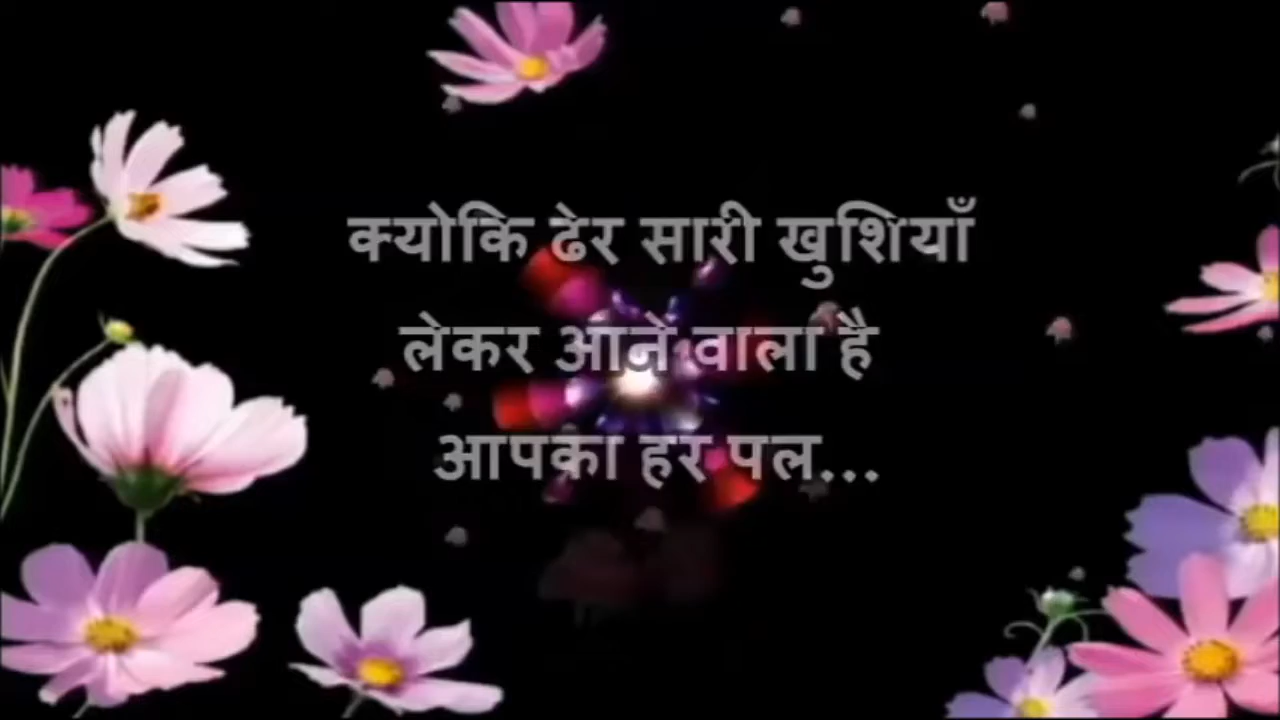 क्योकि ढेर सारी खुशियाँ
लेकर आने वाला है
आपका हर पल...